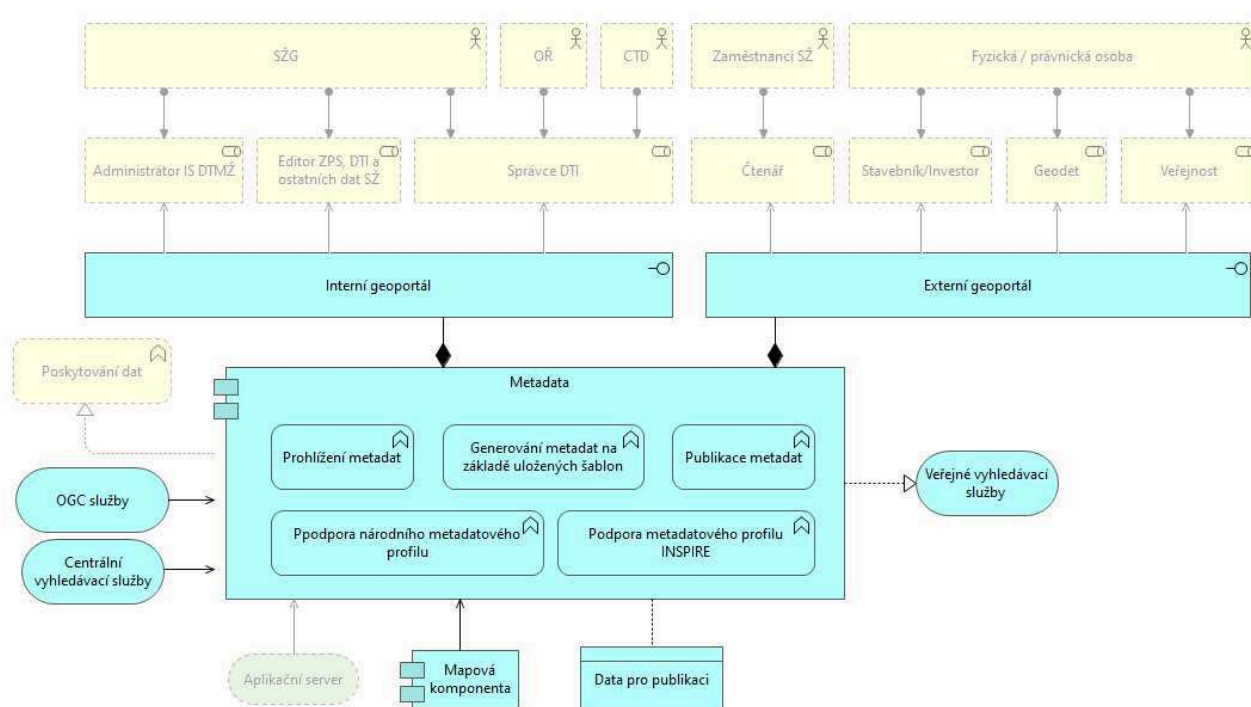 SŽG
OŘ
CTD
Zaměstnanci SŽ
Fyzická / právnická osoba
Administrátor IS DTMŽ
Editor ZPS, DTI a
ostatních dat SŽ
Správce DTI
Čtenář
Stavebník/Investor
Geodet
Veřejnost
Interní geoportál
Externí geoportál
Poskytování dat
Metadata
Prohlížení metadat
Generování metadat na
základě uložených šablon
Publikace metadat
OGC služby
Veřejné vyhledávací
služby
Ppodpora národního metadatového
profilu
Podpora metadatového profilu
INSPIRE
Centrální
vyhledávací služby
Aplikační server
Mapová
komponenta
Data pro publikaci